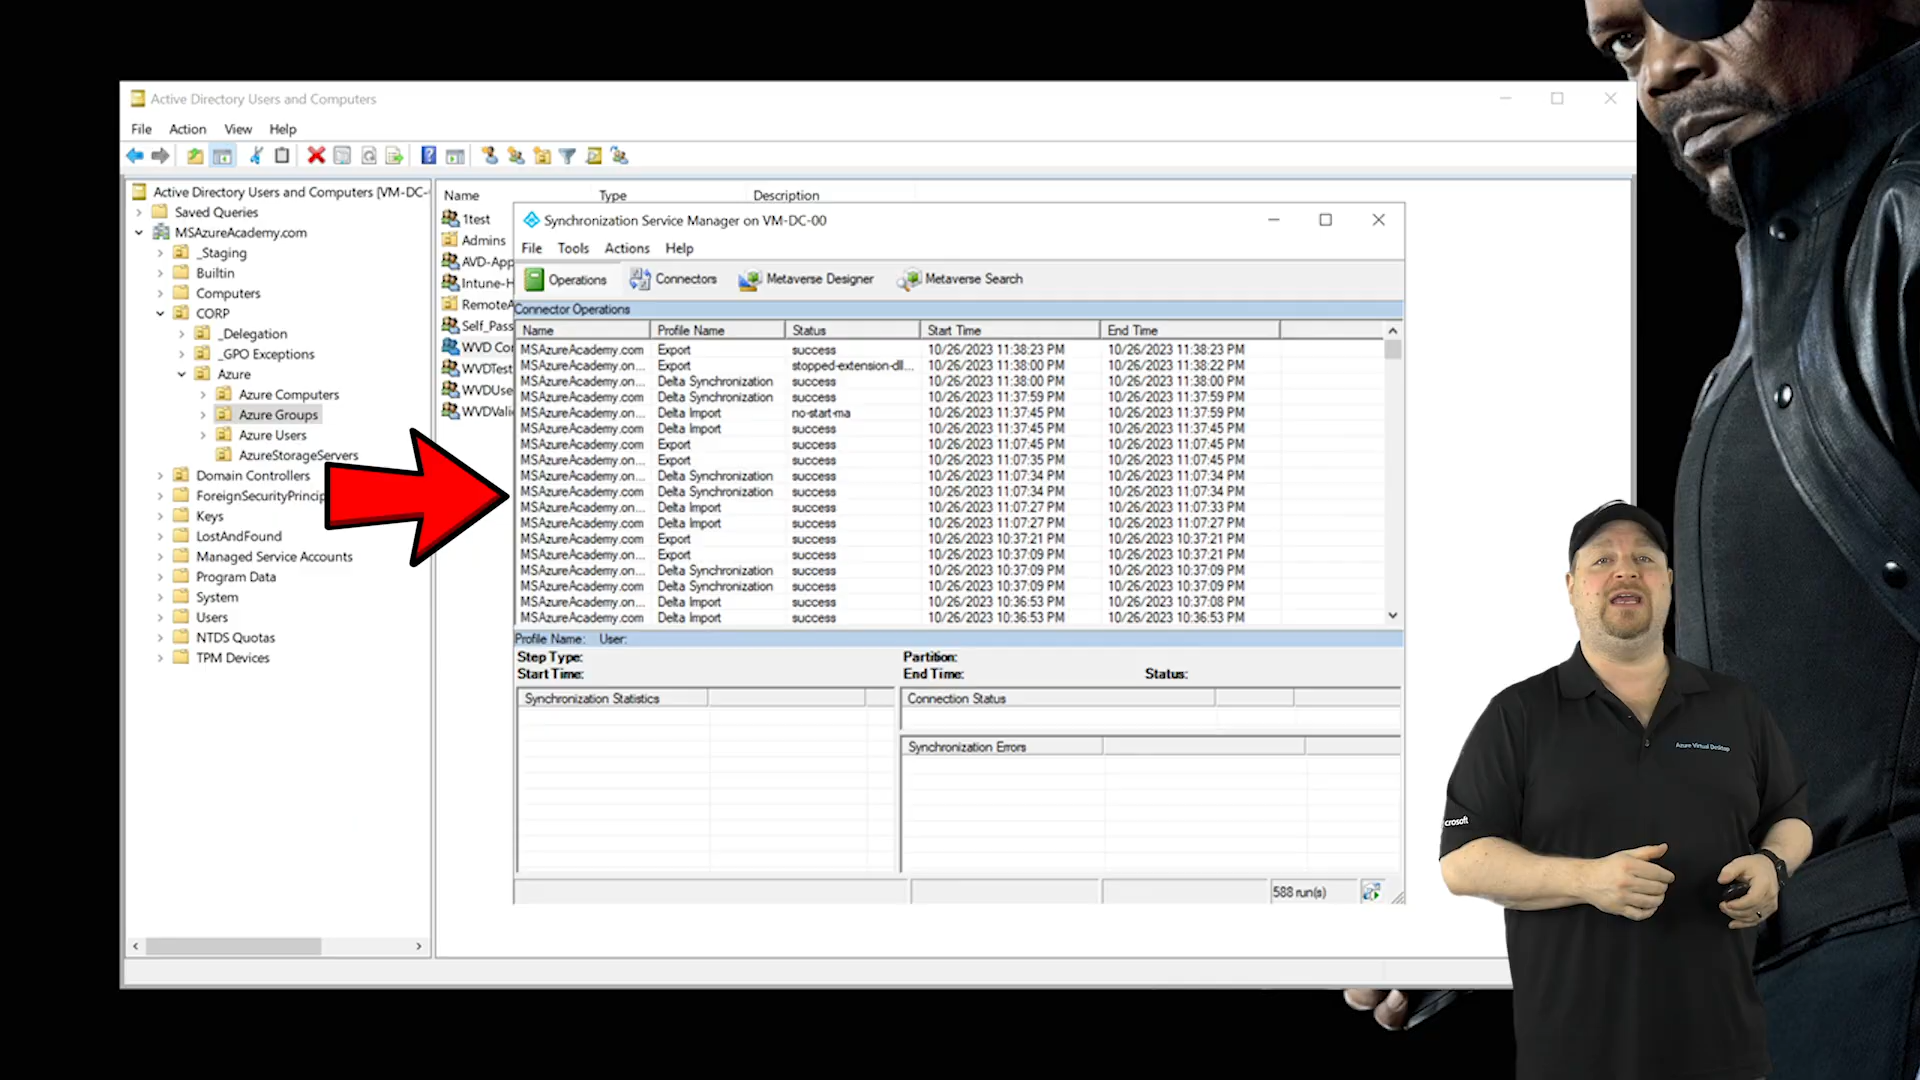 Active Directory Users and Computers
File Action View Help
Active Directory Users and Computers [VM-DC-
Saved Queries
MSAzureAcademy.com
_Staging
Builtin
Computers
CORP
_Delegation
_GPO Exceptions
Azure
Azure Computers
Azure Groups
Azure Users
AzureStorageServers
Domain Controllers
ForeignSecurityPrincip
Keys
LostAndFound
Managed Service Accounts
Program Data
System
Users
NTDS Quotas
TPM Devices
Name Type Description
1test
Admins
AVD-App
Intune-H
RemoteA
Self_Pass
WVD Cor
WVDTest
WVDUse
WVDVali
Synchronization Service Manager on VM-DC-00
File Tools Actions Help
Operations Connectors Metaverse Designer Metaverse Search
Connector Operations
Name Profile Name Status Start Time End Time
MSAzureAcademy.com Export success 10/26/2023 11:38:23 PM 10/26/2023 11:38:23 PM
MSAzureAcademy.on... Export stopped-extension-dll... 10/26/2023 11:38:00 PM 10/26/2023 11:38:22 PM
MSAzureAcademy.on... Delta Synchronization success 10/26/2023 11:38:00 PM 10/26/2023 11:38:00 PM
MSAzureAcademy.com Delta Synchronization success 10/26/2023 11:37:59 PM 10/26/2023 11:38:00 PM
MSAzureAcademy.on... Delta Import no-start-ma 10/26/2023 11:37:45 PM 10/26/2023 11:37:59 PM
MSAzureAcademy.com Delta Import success 10/26/2023 11:37:45 PM 10/26/2023 11:37:45 PM
MSAzureAcademy.com Export success 10/26/2023 11:07:45 PM 10/26/2023 11:07:45 PM
MSAzureAcademy.on... Export success 10/26/2023 11:07:35 PM 10/26/2023 11:07:45 PM
MSAzureAcademy.on... Delta Synchronization success 10/26/2023 11:07:34 PM 10/26/2023 11:07:34 PM
MSAzureAcademy.com Delta Synchronization success 10/26/2023 11:07:34 PM 10/26/2023 11:07:34 PM
MSAzureAcademy.on... Delta Import success 10/26/2023 11:07:27 PM 10/26/2023 11:07:33 PM
MSAzureAcademy.com Delta Import success 10/26/2023 11:07:27 PM 10/26/2023 11:07:27 PM
MSAzureAcademy.com Export success 10/26/2023 10:37:21 PM 10/26/2023 10:37:21 PM
MSAzureAcademy.on... Export success 10/26/2023 10:37:09 PM 10/26/2023 10:37:21 PM
MSAzureAcademy.on... Delta Synchronization success 10/26/2023 10:37:09 PM 10/26/2023 10:37:09 PM
MSAzureAcademy.com Delta Synchronization success 10/26/2023 10:37:09 PM 10/26/2023 10:37:09 PM
MSAzureAcademy.on... Delta Import success 10/26/2023 10:36:53 PM 10/26/2023 10:37:08 PM
MSAzureAcademy.com Delta Import success 10/26/2023 10:36:53 PM 10/26/2023 10:36:53 PM
Profile Name: User:
Step Type: Partition:
Start Time: End Time: Status:
Synchronization Statistics Connection Status
Synchronization Errors
588 run(s)
Azure Virtual Desktop
crosoft